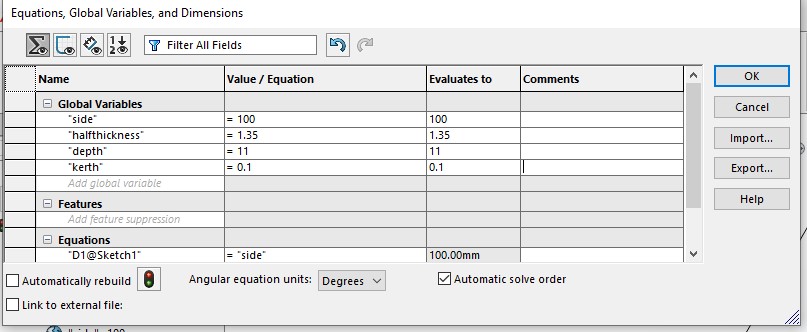 Equations, Global Variables, and Dimensions
Filter All Fields
Name Value / Equation Evaluates to Comments
Global Variables
"side" = 100 100
"halfthickness" = 1.35 1.35
"depth" = 11 11
"kerth" = 0.1 0.1
Add global variable
Features
Add feature suppression
Equations
"D1@Sketch1" = "side" 100.00mm
OK
Cancel
Import...
Export...
Help
Automatically rebuild Angular equation units: Degrees Automatic solve order
Link to external file: